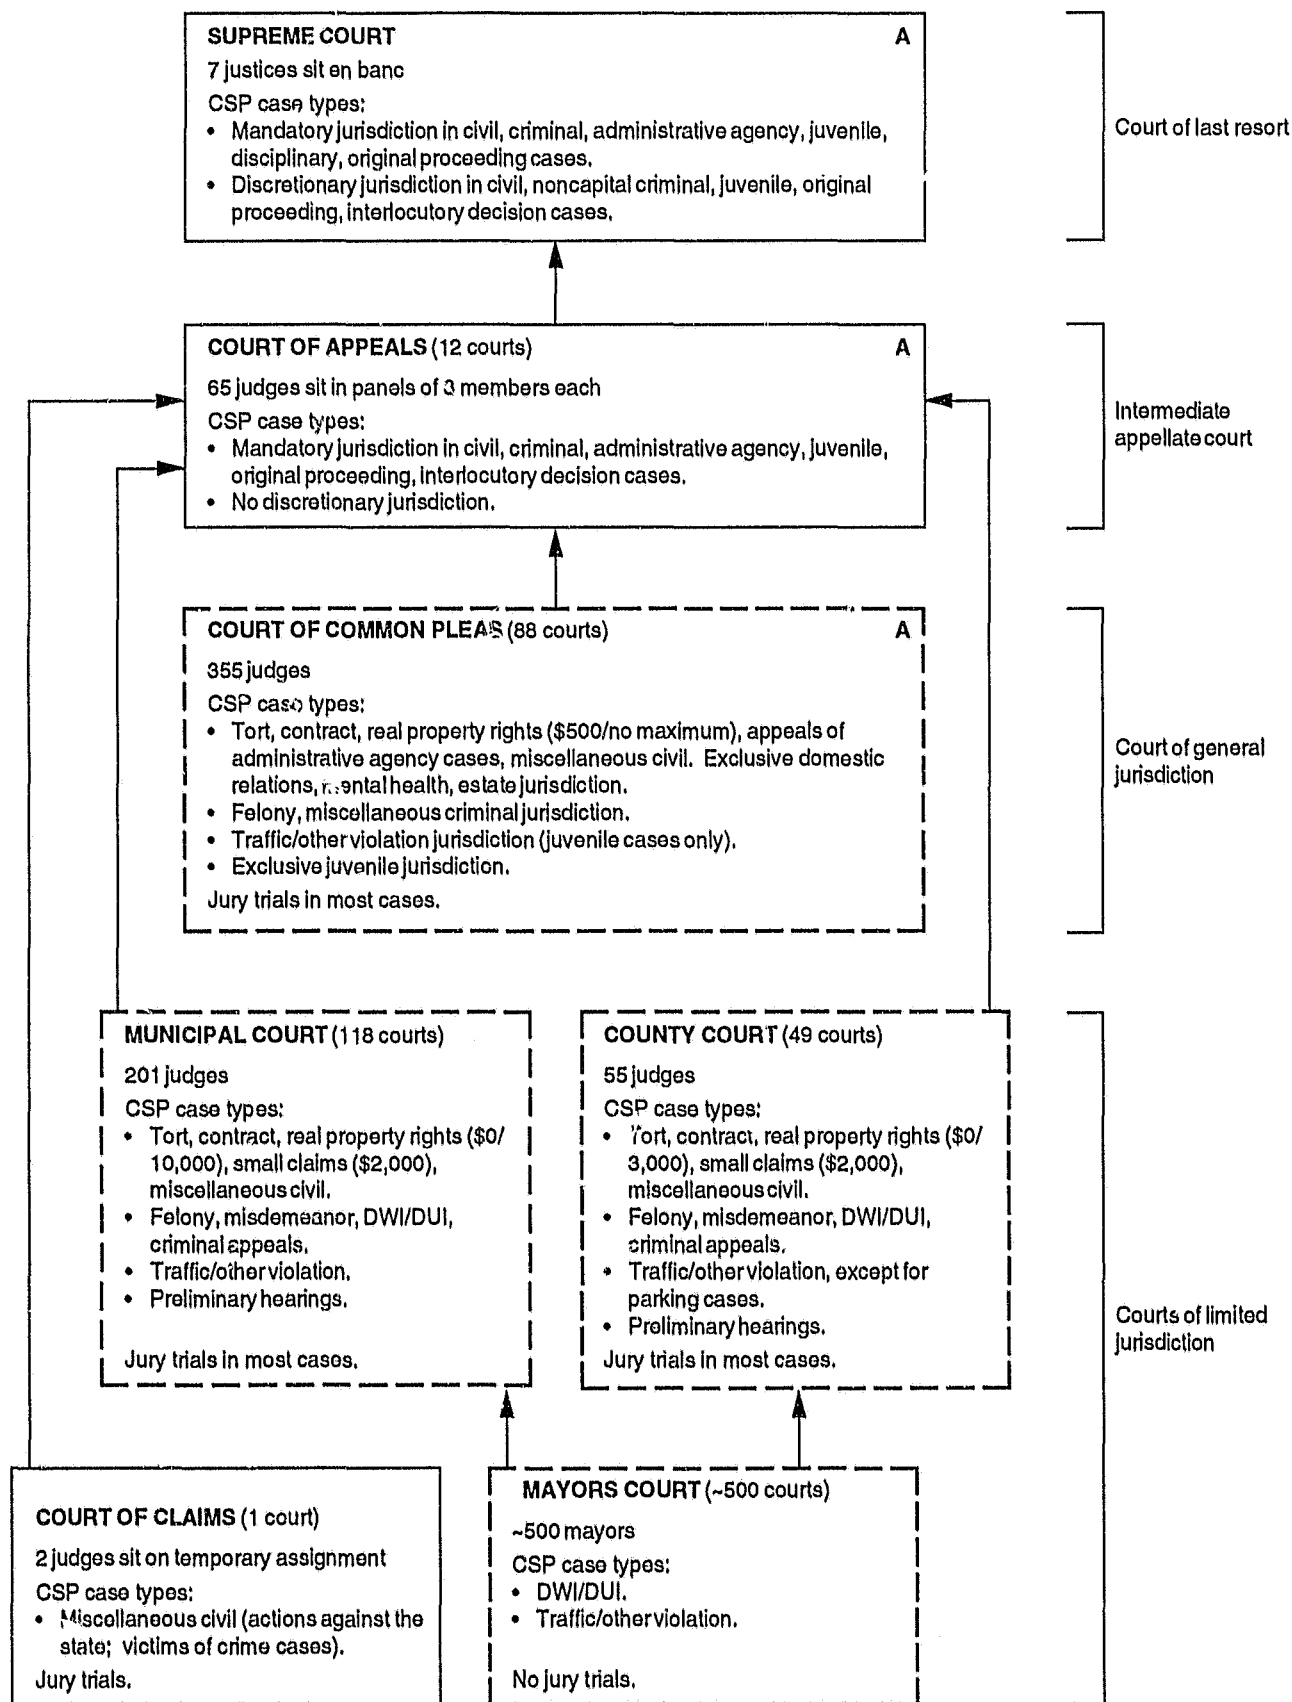 SUPREME COURT A
7 justices sit en banc
CSP case types:
• Mandatory jurisdiction in civil, criminal, administrative agency, juvenile,
disciplinary, original proceeding cases.
• Discretionary jurisdiction in civil, noncapital criminal, juvenile, original
proceeding, interlocutory decision cases.
Court of last resort
COURT OF APPEALS (12 courts) A
65 judges sit in panels of 3 members each
CSP case types:
• Mandatory jurisdiction in civil, criminal, administrative agency, juvenile,
original proceeding, interlocutory decision cases.
• No discretionary jurisdiction.
Intermediate
appellate court
COURT OF COMMON PLEAS (88 courts) A
355 judges
CSP case types:
• Tort, contract, real property rights ($500/no maximum), appeals of
administrative agency cases, miscellaneous civil. Exclusive domestic
relations, mental health, estate jurisdiction.
• Felony, miscellaneous criminal jurisdiction.
• Traffic/other violation jurisdiction (juvenile cases only).
• Exclusive juvenile jurisdiction.
Jury trials in most cases.
Court of general
jurisdiction
MUNICIPAL COURT (118 courts)
201 judges
CSP case types:
• Tort, contract, real property rights ($0/
10,000), small claims ($2,000),
miscellaneous civil.
• Felony, misdemeanor, DWI/DUI,
criminal appeals.
• Traffic/other violation.
• Preliminary hearings.
Jury trials in most cases.
COUNTY COURT (49 courts)
55 judges
CSP case types:
• Tort, contract, real property rights ($0/
3,000), small claims ($2,000),
miscellaneous civil.
• Felony, misdemeanor, DWI/DUI,
criminal appeals.
• Traffic/other violation, except for
parking cases.
• Preliminary hearings.
Jury trials in most cases.
Courts of limited
jurisdiction
COURT OF CLAIMS (1 court)
2 judges sit on temporary assignment
CSP case types:
• Miscellaneous civil (actions against the
state; victims of crime cases).
Jury trials.
MAYORS COURT (~500 courts)
~500 mayors
CSP case types:
• DWI/DUI.
• Traffic/other violation.
No jury trials.